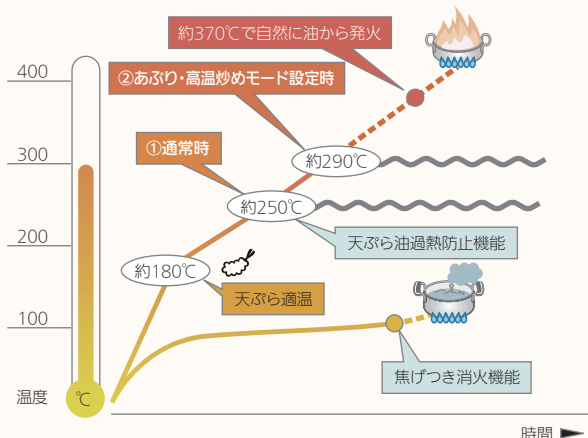 約370℃で自然に油から発火
400
②あぶり・高温炒めモード設定時
①通常時
300
約290℃
約250℃
200
約180℃
天ぷら油過熱防止機能
天ぷら適温
100
焦げつき消火機能
温度
℃
時間 ►